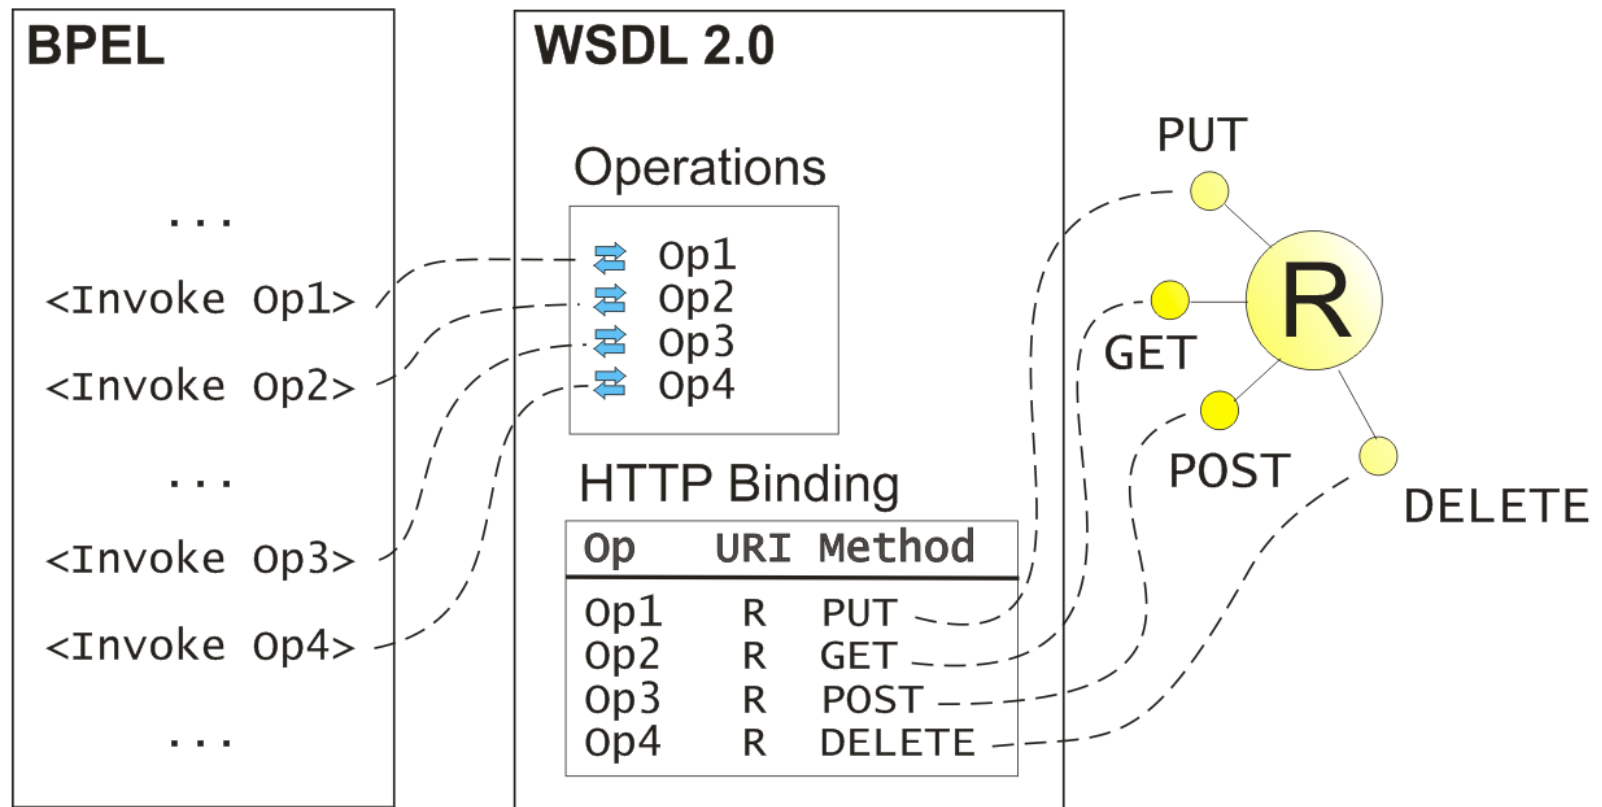 BPEL
...
<Invoke Op1>
<Invoke Op2>
...
<Invoke Op3>
<Invoke Op4>
...
WSDL 2.0
Operations
Op1
Op2
Op3
Op4
HTTP Binding
Op URI Method
Op1 R PUT
Op2 R GET
Op3 R POST
Op4 R DELETE
PUT
R
GET
POST
DELETE